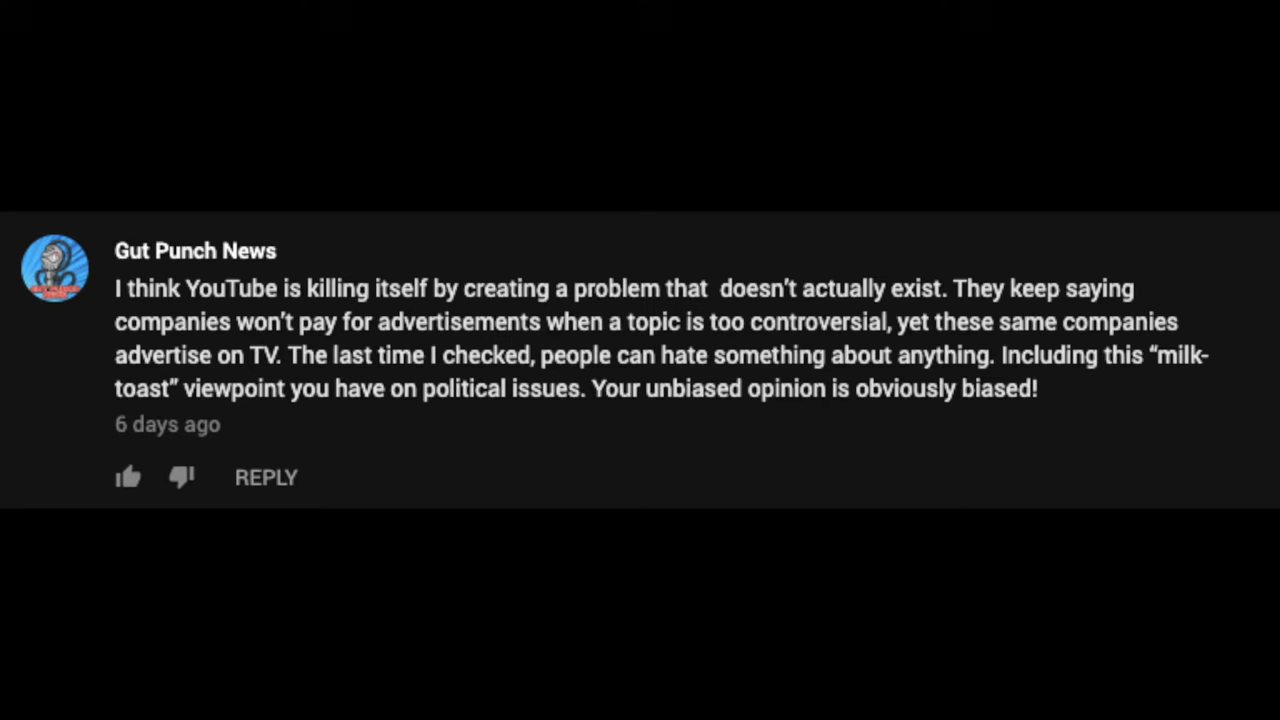 Gut Punch News
I think YouTube is killing itself by creating a problem that  doesn't actually exist. They keep saying
companies won't pay for advertisements when a topic is too controversial, yet these same companies
advertise on TV. The last time I checked, people can hate something about anything. Including this “milk-
toast” viewpoint you have on political issues. Your unbiased opinion is obviously biased!
6 days ago
REPLY